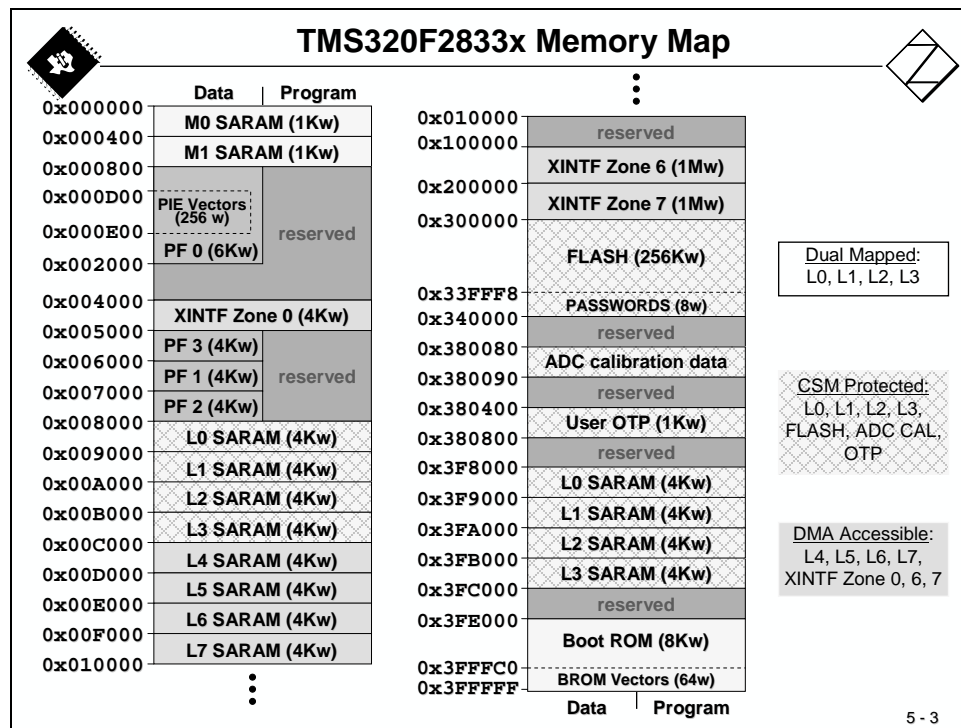 TMS320F2833x Memory Map
Data Program
0x000000
M0 SARAM (1Kw)
0x000400
M1 SARAM (1Kw)
0x000800
0x000D00
PIE Vectors
(256 w)
reserved
0x000E00
PF 0 (6Kw)
0x002000
0x004000
XINTF Zone 0 (4Kw)
0x005000
PF 3 (4Kw)
0x006000
PF 1 (4Kw)
reserved
0x007000
PF 2 (4Kw)
0x008000
L0 SARAM (4Kw)
0x009000
L1 SARAM (4Kw)
0x00A000
L2 SARAM (4Kw)
0x00B000
L3 SARAM (4Kw)
0x00C000
L4 SARAM (4Kw)
0x00D000
L5 SARAM (4Kw)
0x00E000
L6 SARAM (4Kw)
0x00F000
L7 SARAM (4Kw)
0x010000
0x010000
reserved
0x100000
XINTF Zone 6 (1Mw)
0x200000
XINTF Zone 7 (1Mw)
0x300000
FLASH (256Kw)
0x33FFF8
PASSWORDS (8w)
0x340000
reserved
0x380080
ADC calibration data
0x380090
reserved
0x380400
User OTP (1Kw)
0x380800
reserved
0x3F8000
L0 SARAM (4Kw)
0x3F9000
L1 SARAM (4Kw)
0x3FA000
L2 SARAM (4Kw)
0x3FB000
L3 SARAM (4Kw)
0x3FC000
reserved
0x3FE000
Boot ROM (8Kw)
0x3FFFC0
BROM Vectors (64w)
0x3FFFFF
Data Program
Dual Mapped:
L0, L1, L2, L3
CSM Protected:
L0, L1, L2, L3,
FLASH, ADC CAL,
OTP
DMA Accessible:
L4, L5, L6, L7,
XINTF Zone 0, 6, 7
5 - 3